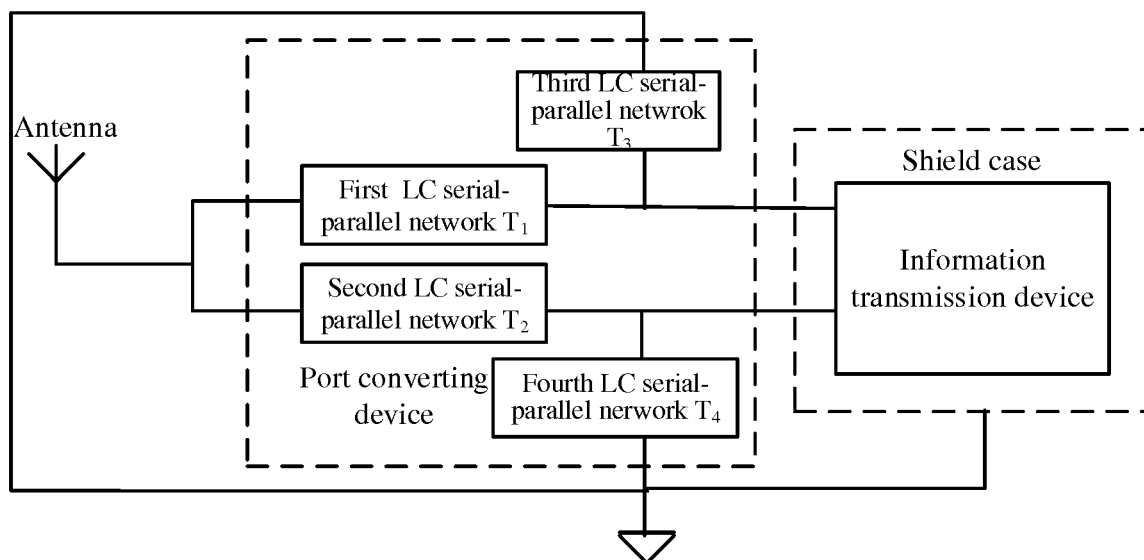 Third LC serial-
parallel netwrok
T₃
Antenna
Shield case
First LC serial-
parallel network T₁
Information
transmission device
Second LC serial-
parallel network T₂
Port converting
device
Fourth LC serial-
parallel nerwork T₄